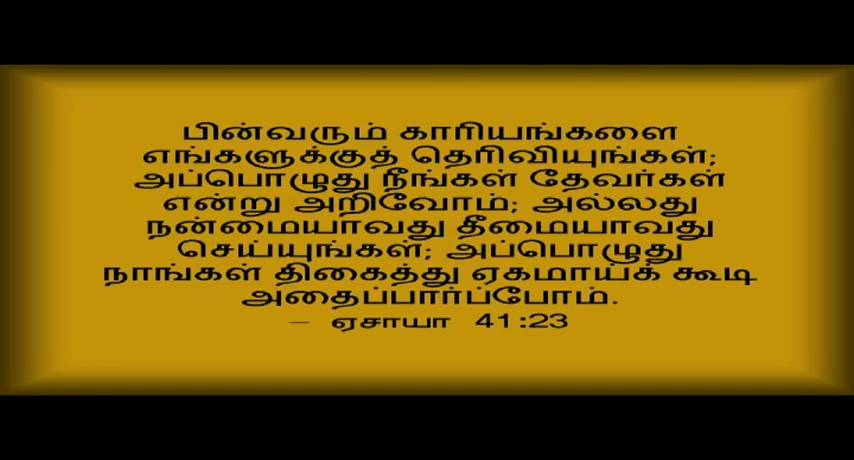 பின்வரும் காரியங்களை
எங்களுக்குத் தெரிவியுங்கள்;
அப்பொழுது நீங்கள் தேவர்கள்
என்று அறிவோம்; அல்லது
நன்மையாவது தீமையாவது
செய்யுங்கள்; அப்பொழுது
நாங்கள் திகைத்து ஏகமாய்க் கூடி
அதைப்பார்ப்போம்.
– ஏசாயா 41:23